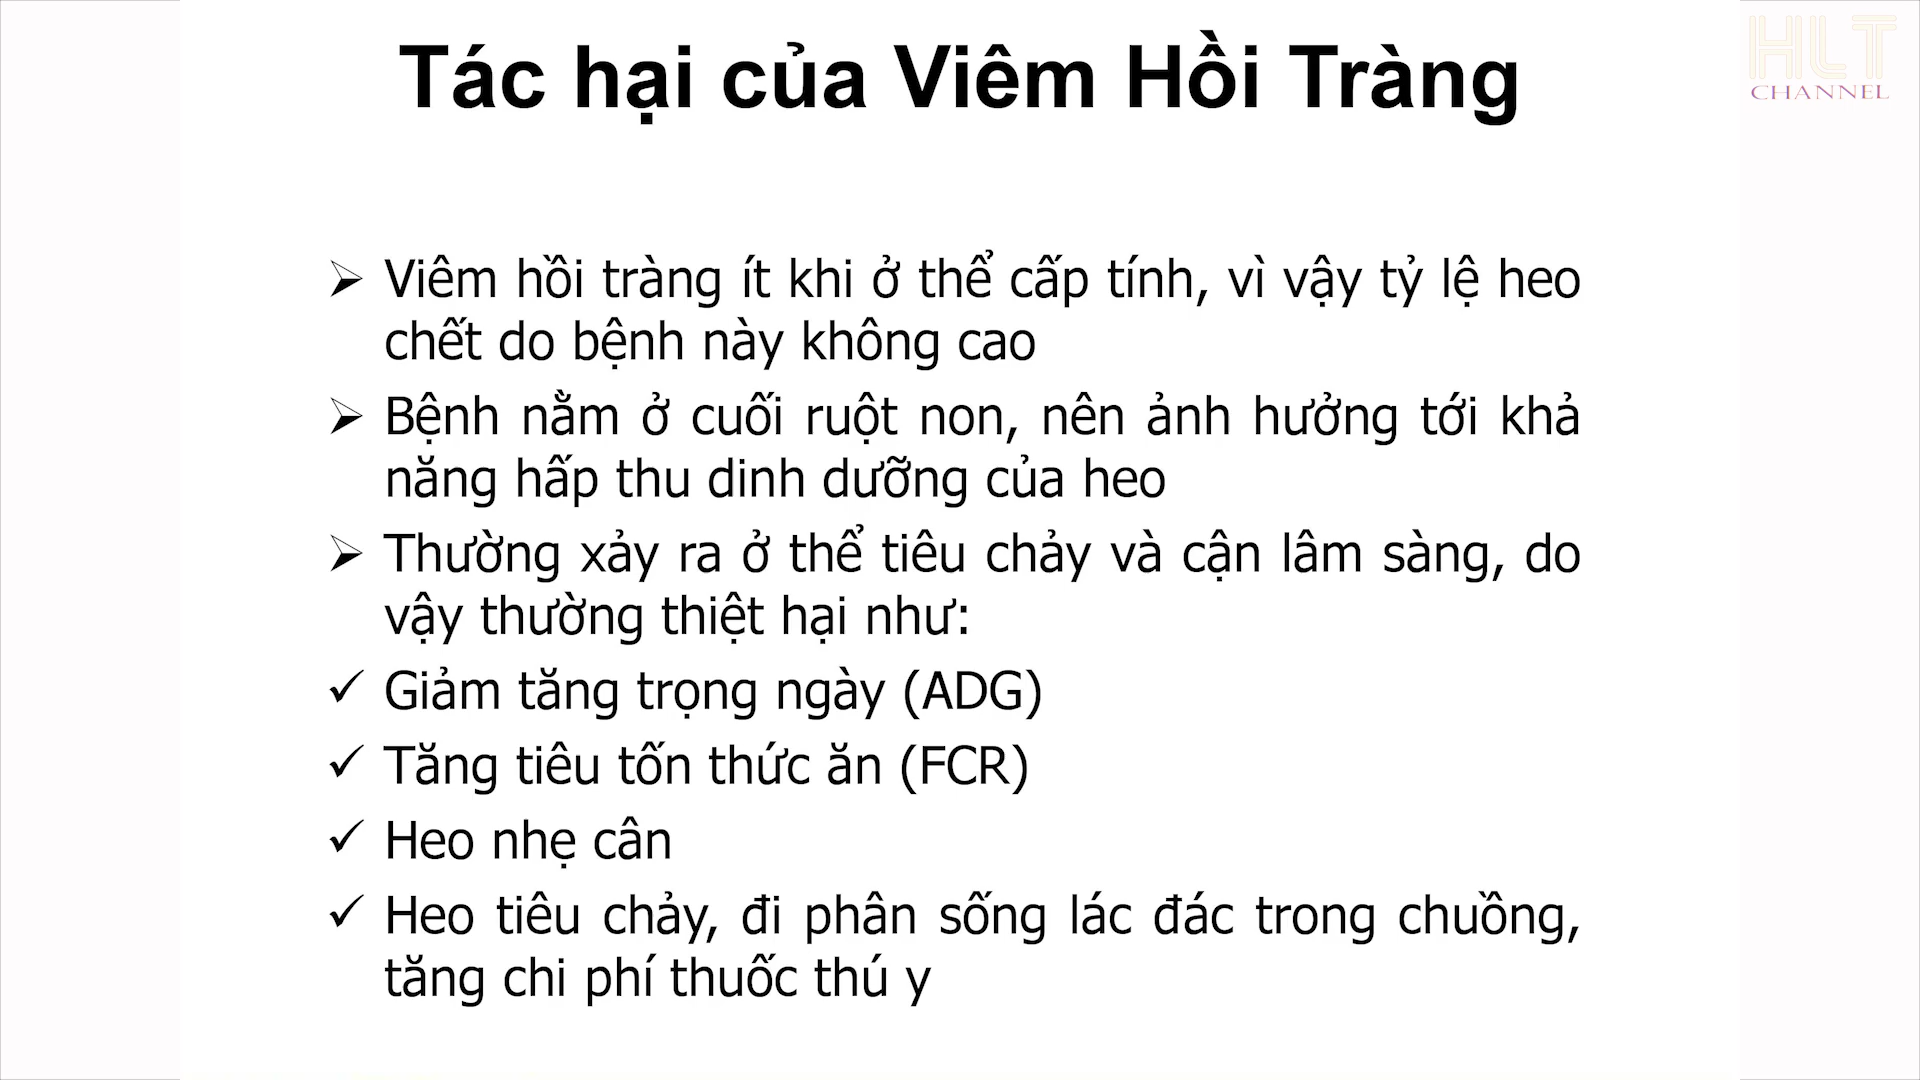 Tác hại của Viêm Hồi Tràng
HLT
CHANNEL
➢ Viêm hồi tràng ít khi ở thể cấp tính, vì vậy tỷ lệ heo
chết do bệnh này không cao
➢ Bệnh nằm ở cuối ruột non, nên ảnh hưởng tới khả
năng hấp thu dinh dưỡng của heo
➢ Thường xảy ra ở thể tiêu chảy và cận lâm sàng, do
vậy thường thiệt hại như:
✓ Giảm tăng trọng ngày (ADG)
✓ Tăng tiêu tốn thức ăn (FCR)
✓ Heo nhẹ cân
✓ Heo tiêu chảy, đi phân sống lác đác trong chuồng,
tăng chi phí thuốc thú y